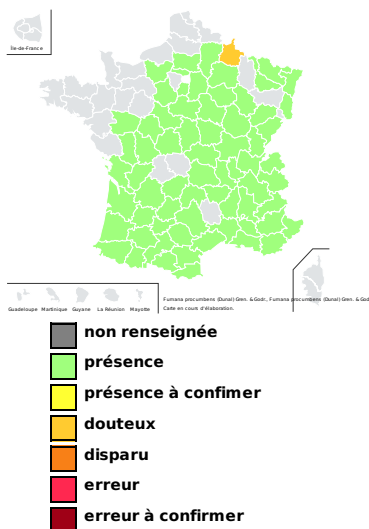 Île-de-France
Guadeloupe Martinique Guyane La Réunion Mayotte
Fumana procumbens (Dunal) Gren. & Godr., Fumana procumbens (Dunal) Gren. & God
Carte en cours d'élaboration.
non renseignée
présence
présence à confimer
douteux
disparu
erreur
erreur à confirmer